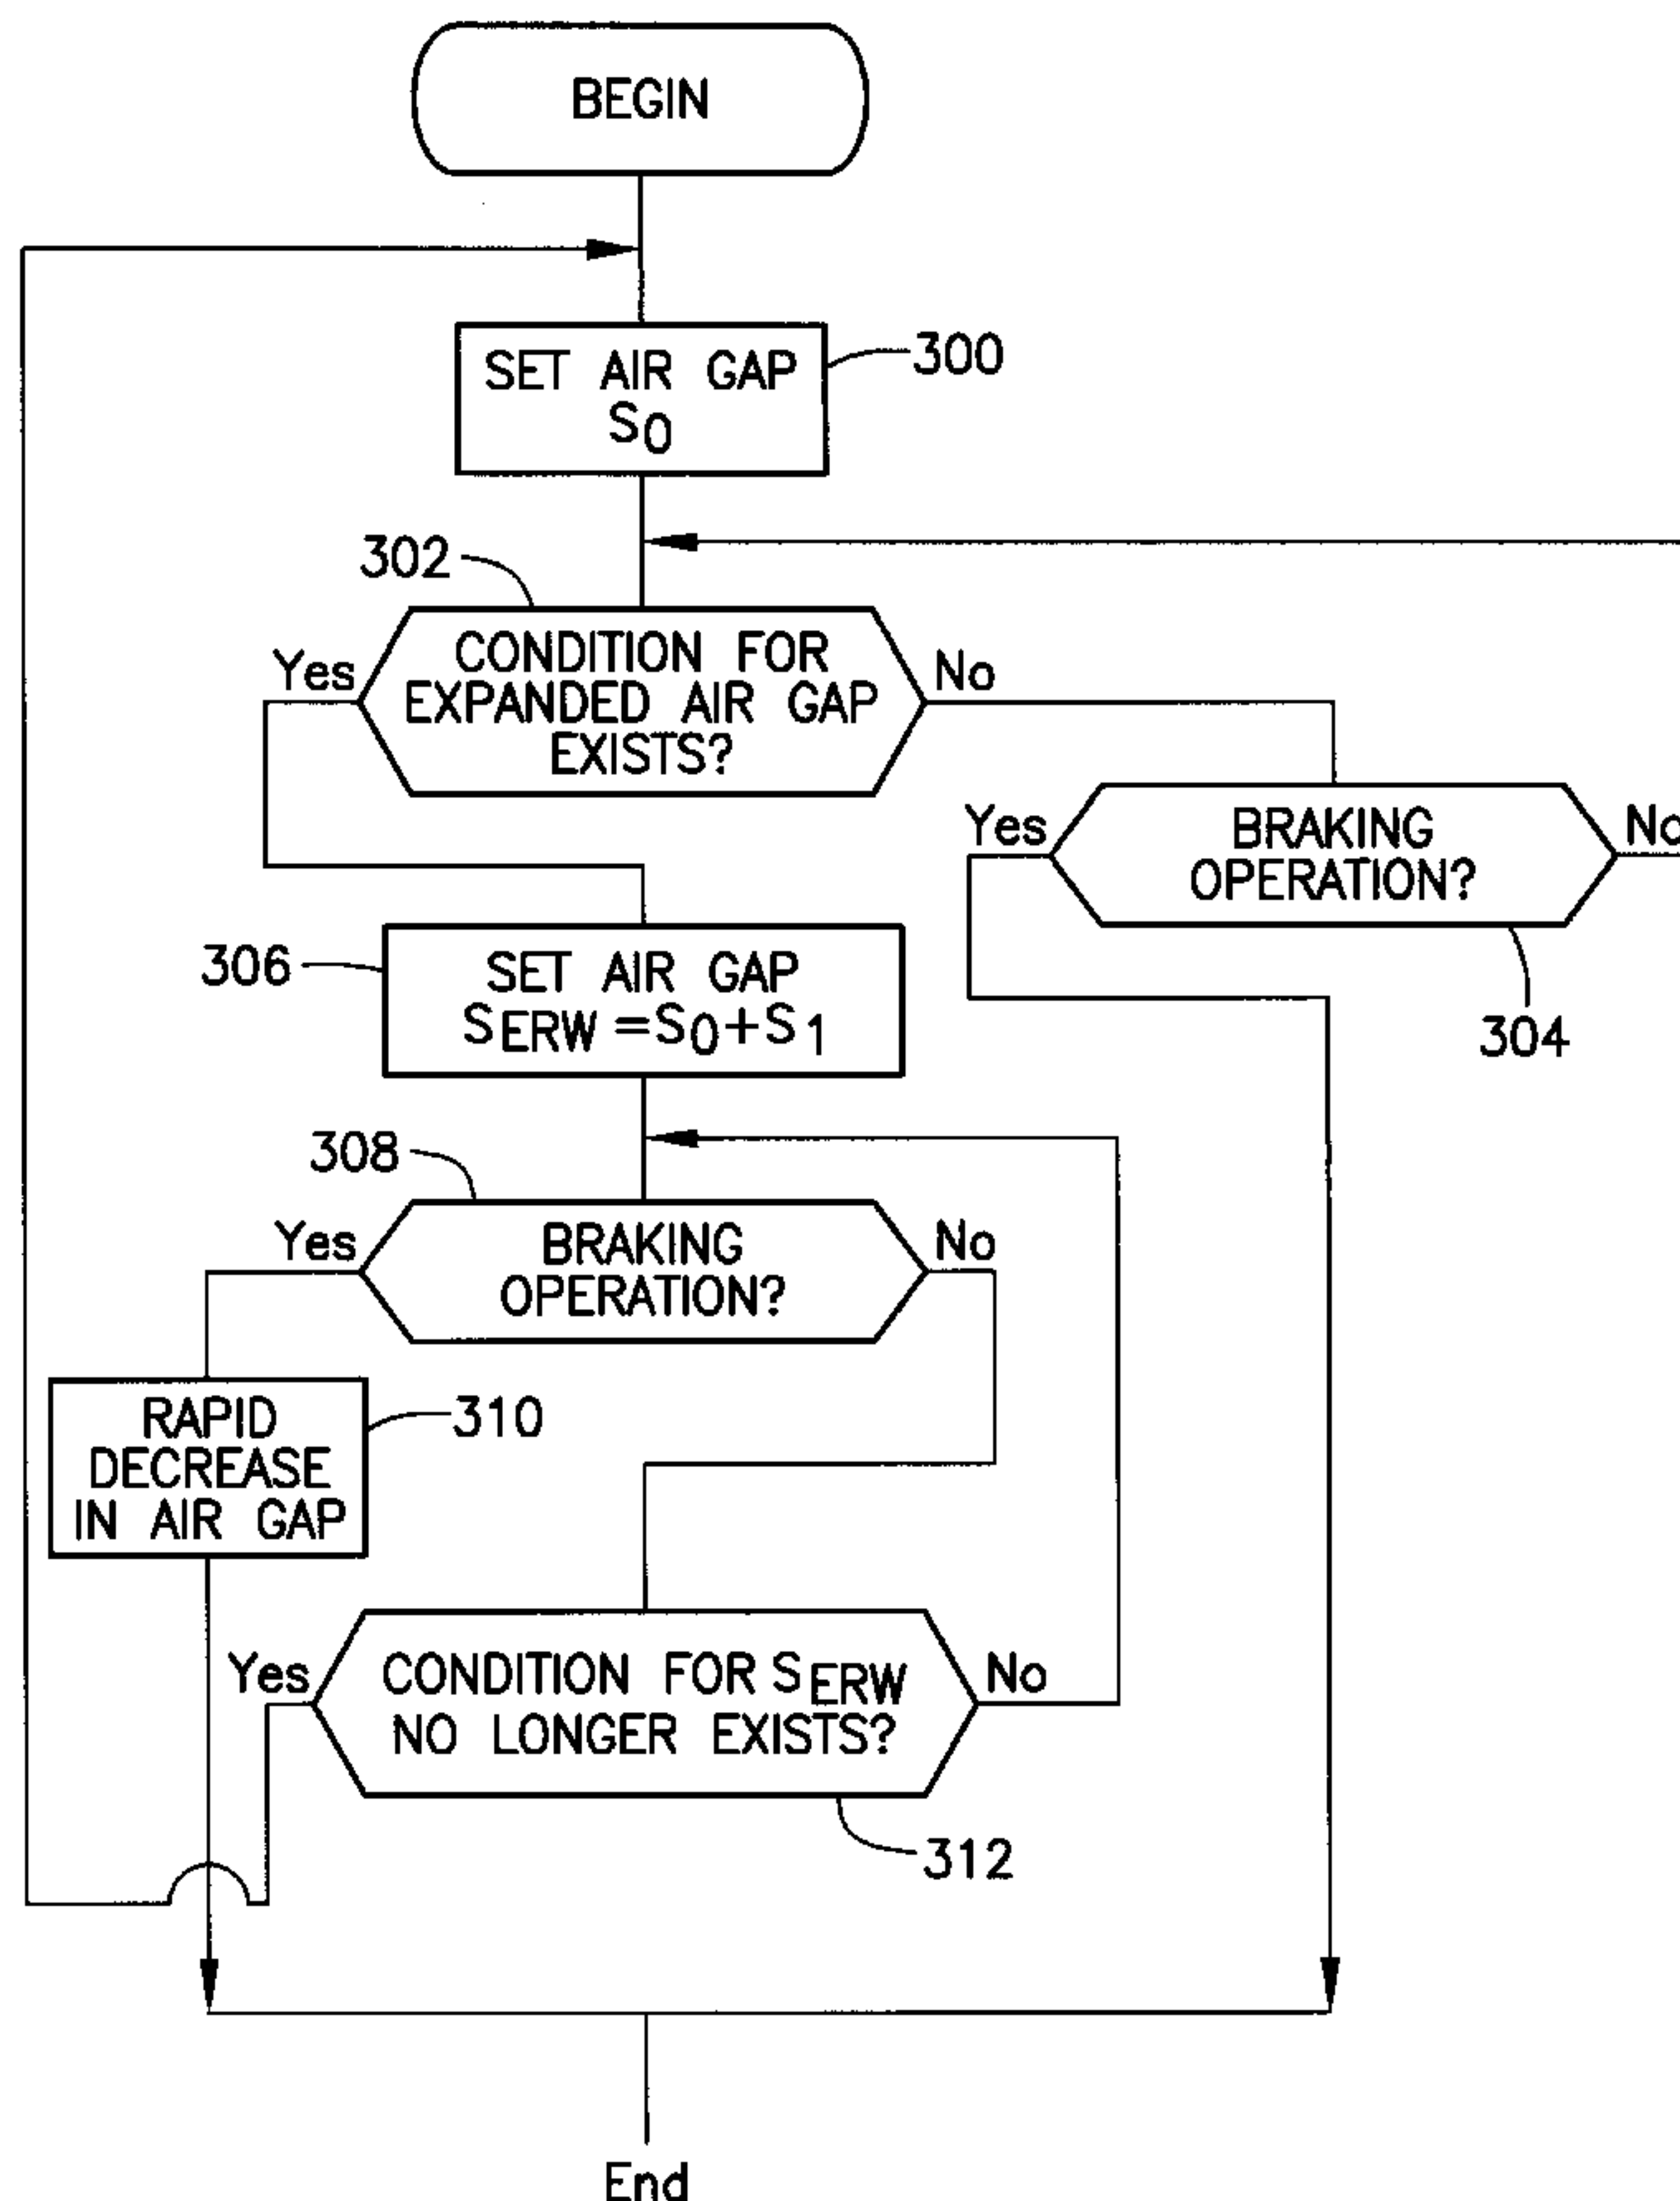 BEGIN
SET AIR GAP
S0
300
302
Yes
CONDITION FOR
EXPANDED AIR GAP
EXISTS?
No
Yes
BRAKING
OPERATION?
No
304
306
SET AIR GAP
SERW = S0 + S1
308
Yes
BRAKING
OPERATION?
No
RAPID
DECREASE
IN AIR GAP
310
Yes
CONDITION FOR SERW
NO LONGER EXISTS?
No
312
End